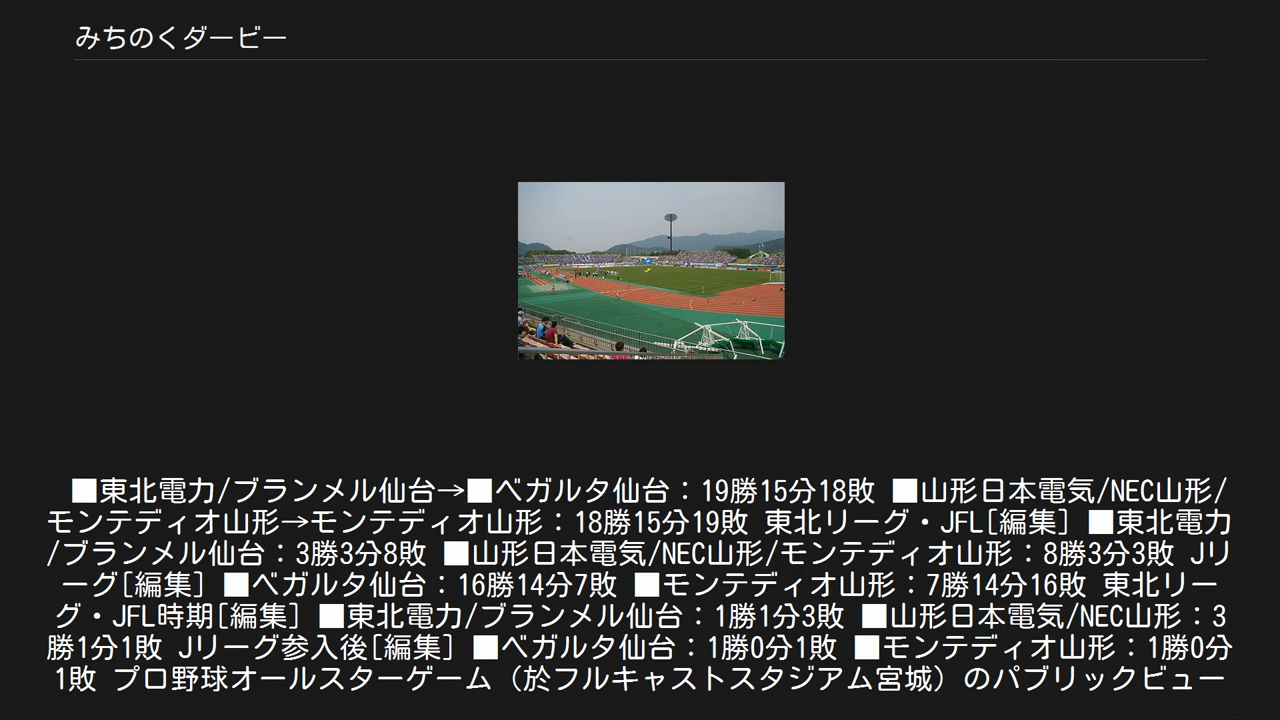 みちのくダービー
■東北電力/ブランメル仙台→■ベガルタ仙台：19勝15分18敗 ■山形日本電気/NEC山形/
モンテディオ山形→モンテディオ山形：18勝15分19敗 東北リーグ・JFL[編集] ■東北電力
/ブランメル仙台：3勝3分8敗 ■山形日本電気/NEC山形/モンテディオ山形：8勝3分3敗 Jリ
ーグ[編集] ■ベガルタ仙台：16勝14分7敗 ■モンテディオ山形：7勝14分16敗 東北リー
グ・JFL時期[編集] ■東北電力/ブランメル仙台：1勝1分3敗 ■山形日本電気/NEC山形：3
勝1分1敗 Jリーグ参入後[編集] ■ベガルタ仙台：1勝0分1敗 ■モンテディオ山形：1勝0分
1敗 プロ野球オールスターゲーム（於フルキャストスタジアム宮城）のパブリックビュー